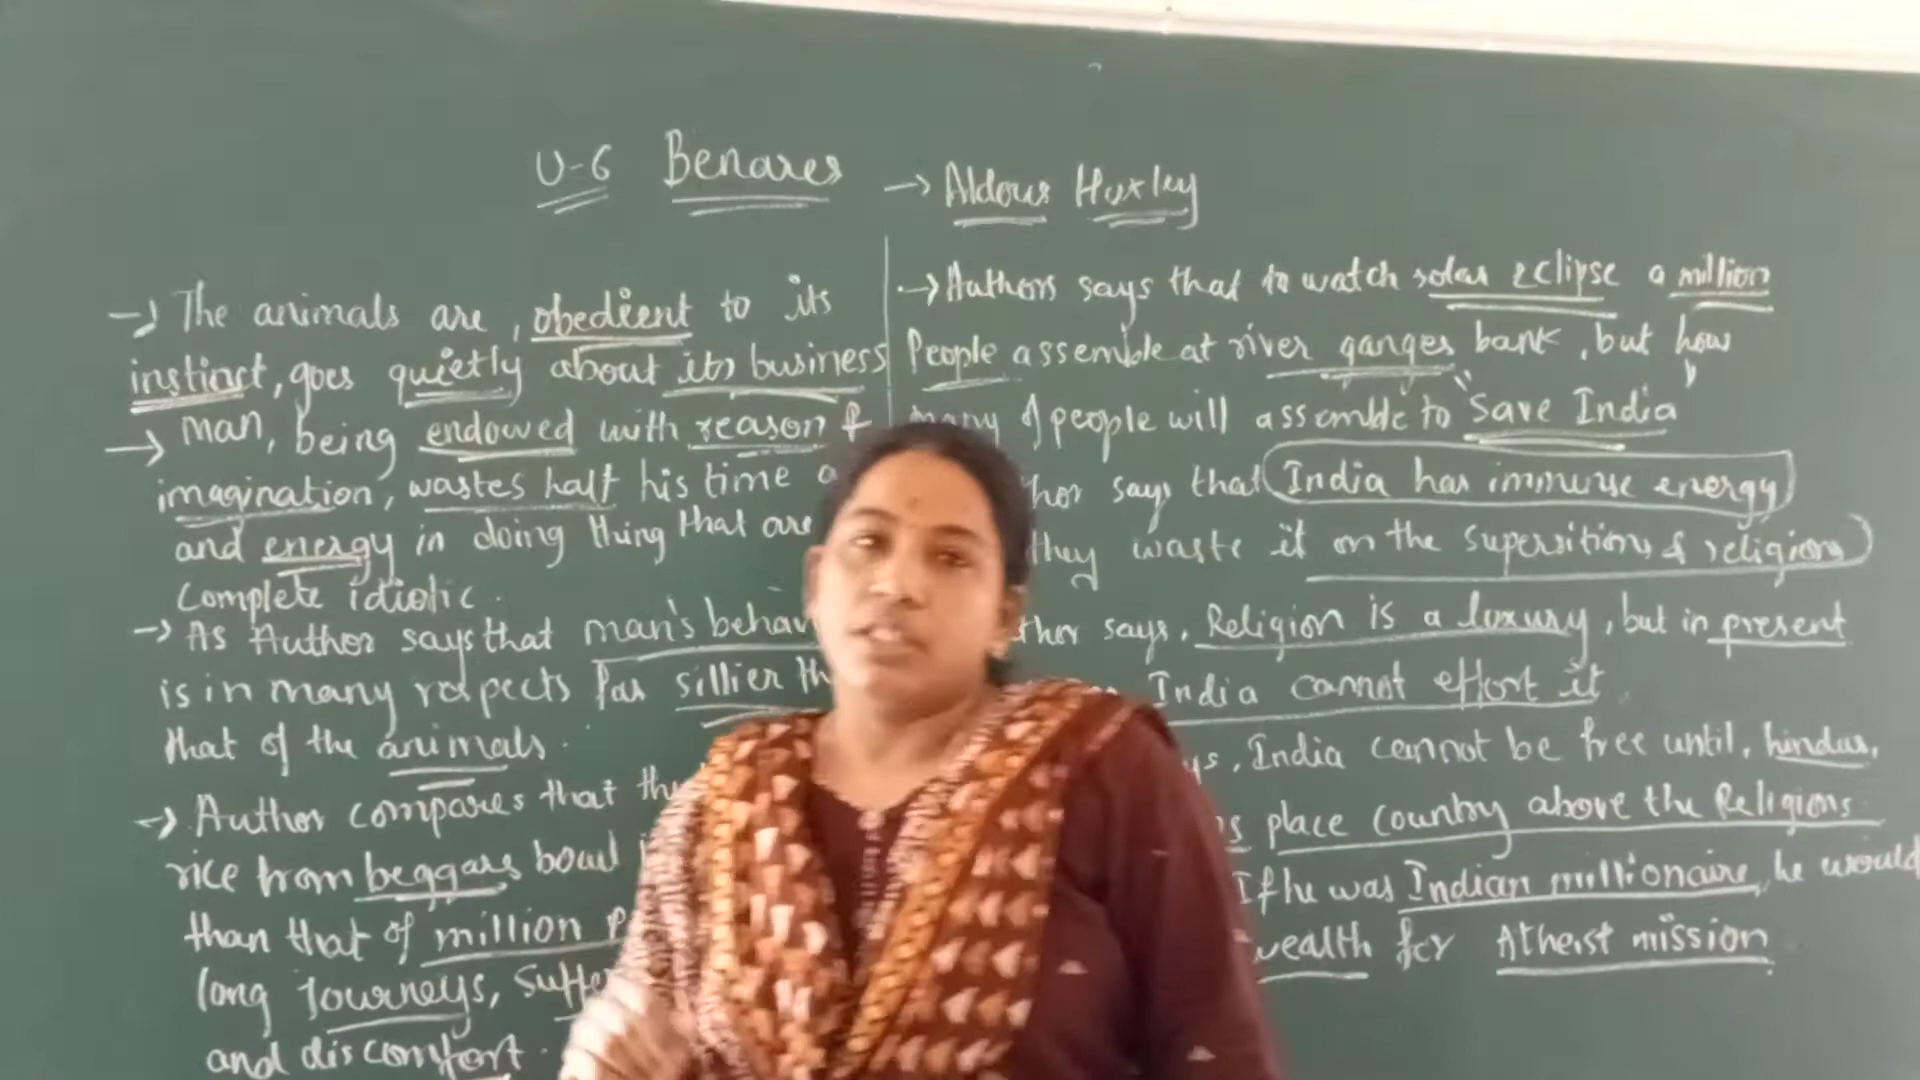 U-6 Benares → Aldous Huxley
→ The animals are, obedient to its
instinct, goes quietly about its business
→ man, being endowed with reason &
imagination, wastes half his time
and energy in doing thing that are
complete idiotic.
→ As Author says that man's
is in many respects far sillier
that of the animals.
→ Author compares that
rice from beggars bowl
than that of million
long Journeys,
and discomfort.
→ Authors says that to watch solar eclipse a million
People assemble at river ganges bank, but how
many of people will assemble to "Save India"
says that India has immense energy
they waste it on the supersitions & religions
says, Religion is a luxury, but in present
India cannot effort it
India cannot be free until, hindus,
place country above the Religions.
If he was Indian millionaire, he would
wealth for Atheist mission